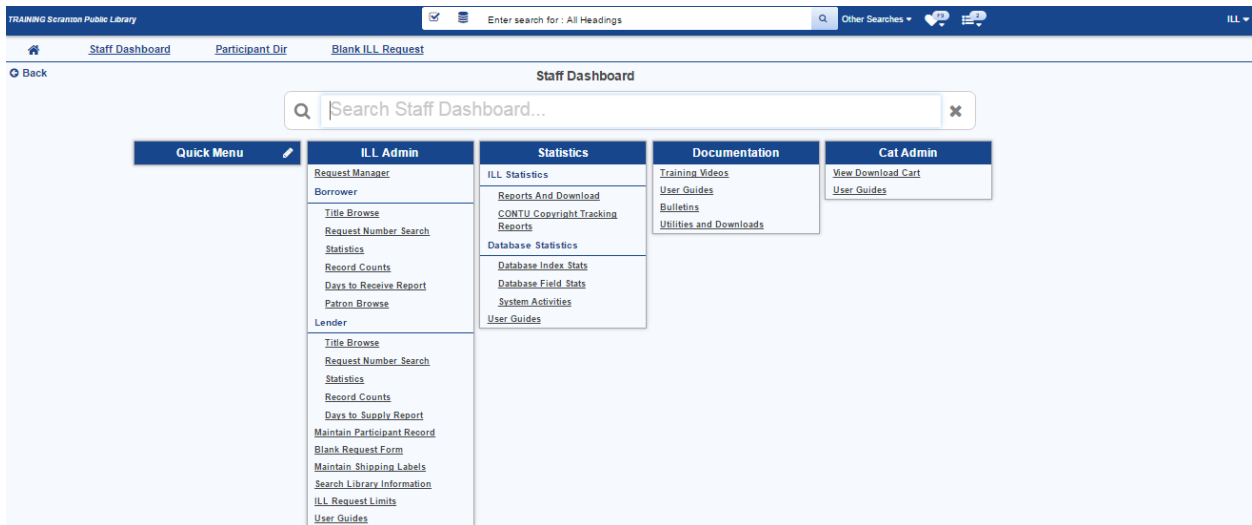 TRAINING Scranton Public Library
Enter search for : All Headings
Other Searches
ILL
Staff Dashboard
Participant Dir
Blank ILL Request
Back
Staff Dashboard
Search Staff Dashboard...
Quick Menu
ILL Admin
Request Manager
Borrower
Title Browse
Request Number Search
Statistics
Record Counts
Days to Receive Report
Patron Browse
Lender
Title Browse
Request Number Search
Statistics
Record Counts
Days to Supply Report
Maintain Participant Record
Blank Request Form
Maintain Shipping Labels
Search Library Information
ILL Request Limits
User Guides
Statistics
ILL Statistics
Reports And Download
CONTU Copyright Tracking
Reports
Database Statistics
Database Index Stats
Database Field Stats
System Activities
User Guides
Documentation
Training Videos
User Guides
Bulletins
Utilities and Downloads
Cat Admin
View Download Cart
User Guides